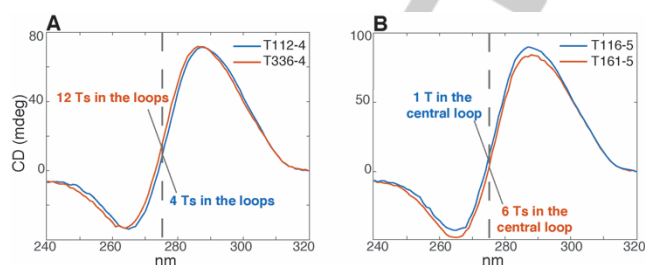 A
80
40
0
-30
CD (mdeg)
T112-4
T336-4
12 Ts in the loops
4 Ts in the loops
240 260 280 300 320
nm
B
100
0
T116-5
T161-5
1 T in the
central loop
6 Ts in the
central loop
240 260 280 300 320
nm